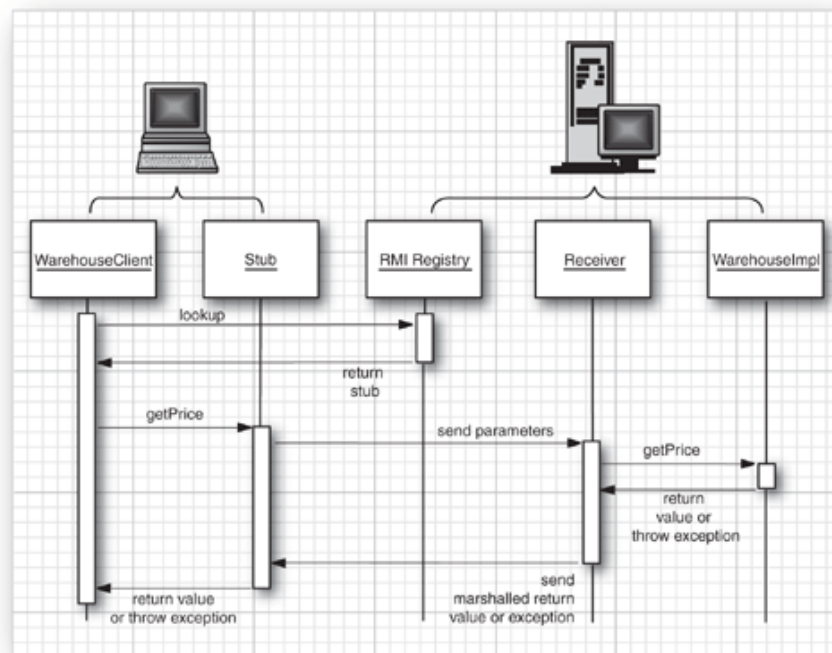 WarehouseClient
Stub
RMI Registry
Receiver
WarehouseImpl
lookup
return
stub
getPrice
send parameters
getPrice
return
value or
throw exception
send
marshalled return
value or exception
return value
or throw exception